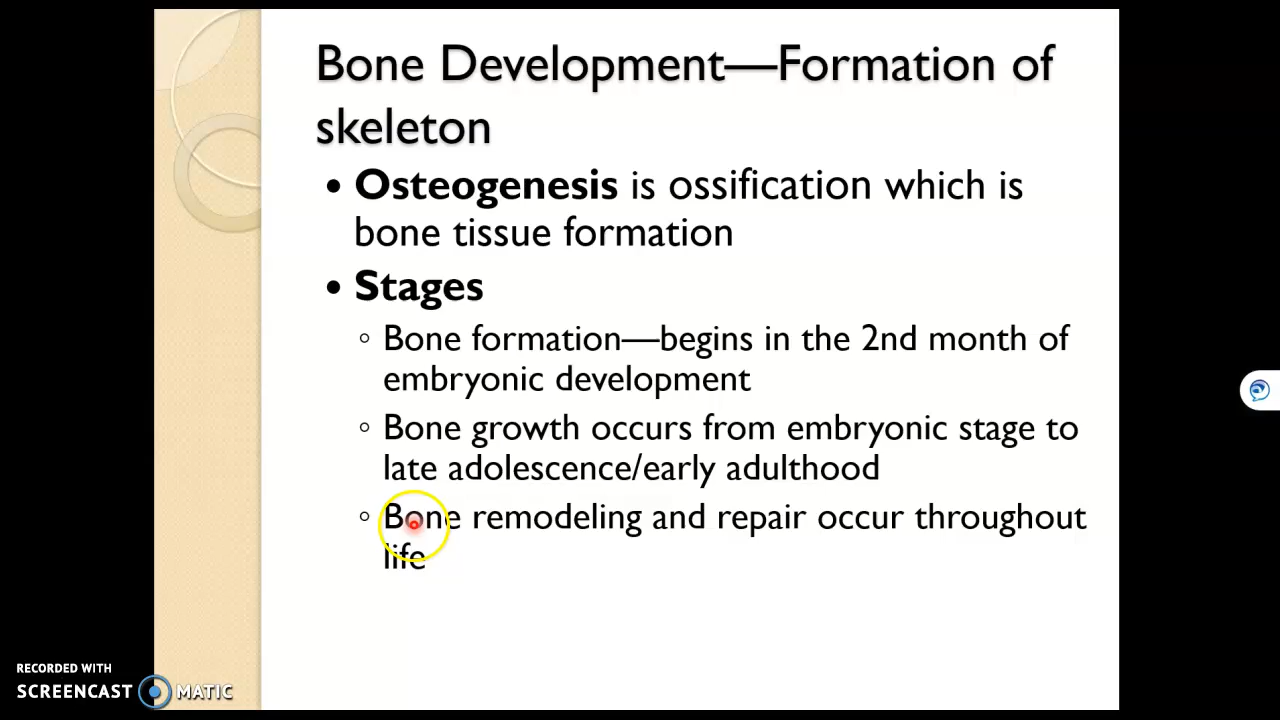 Bone Development—Formation of
skeleton
• Osteogenesis is ossification which is
bone tissue formation
• Stages
◦ Bone formation—begins in the 2nd month of
embryonic development
◦ Bone growth occurs from embryonic stage to
late adolescence/early adulthood
◦ Bone remodeling and repair occur throughout
life
RECORDED WITH
SCREENCAST MATIC